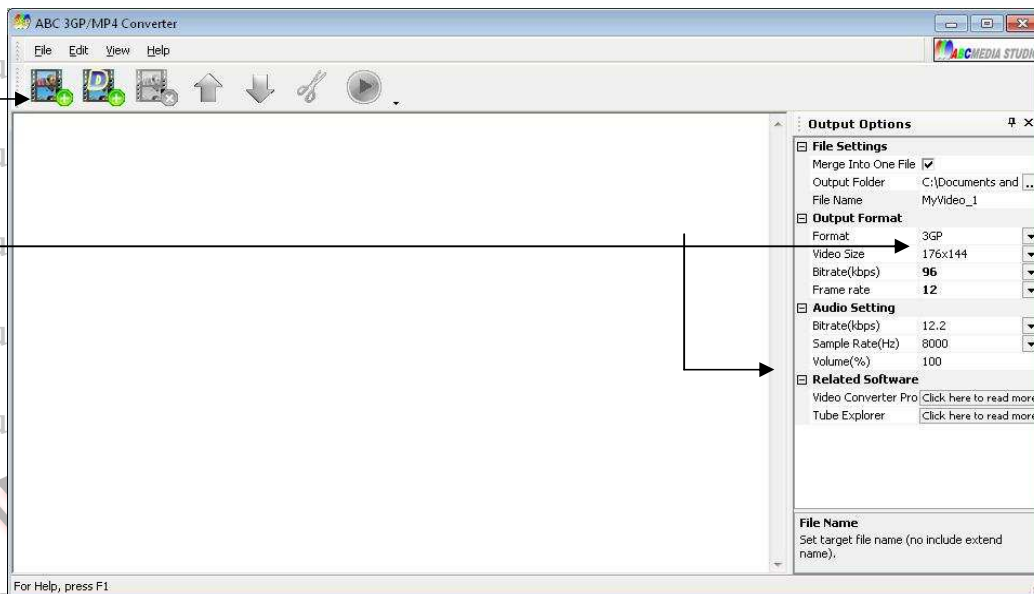 ABC 3GP/MP4 Converter
File Edit View Help
ABCMEDIA STUDIO
Output Options
File Settings
Merge Into One File
Output Folder C:\Documents and ...
File Name MyVideo_1
Output Format
Format 3GP
Video Size 176x144
Bitrate(kbps) 96
Frame rate 12
Audio Setting
Bitrate(kbps) 12.2
Sample Rate(Hz) 8000
Volume(%) 100
Related Software
Video Converter Pro Click here to read more
Tube Explorer Click here to read more
File Name
Set target file name (no include extend
name).
For Help, press F1